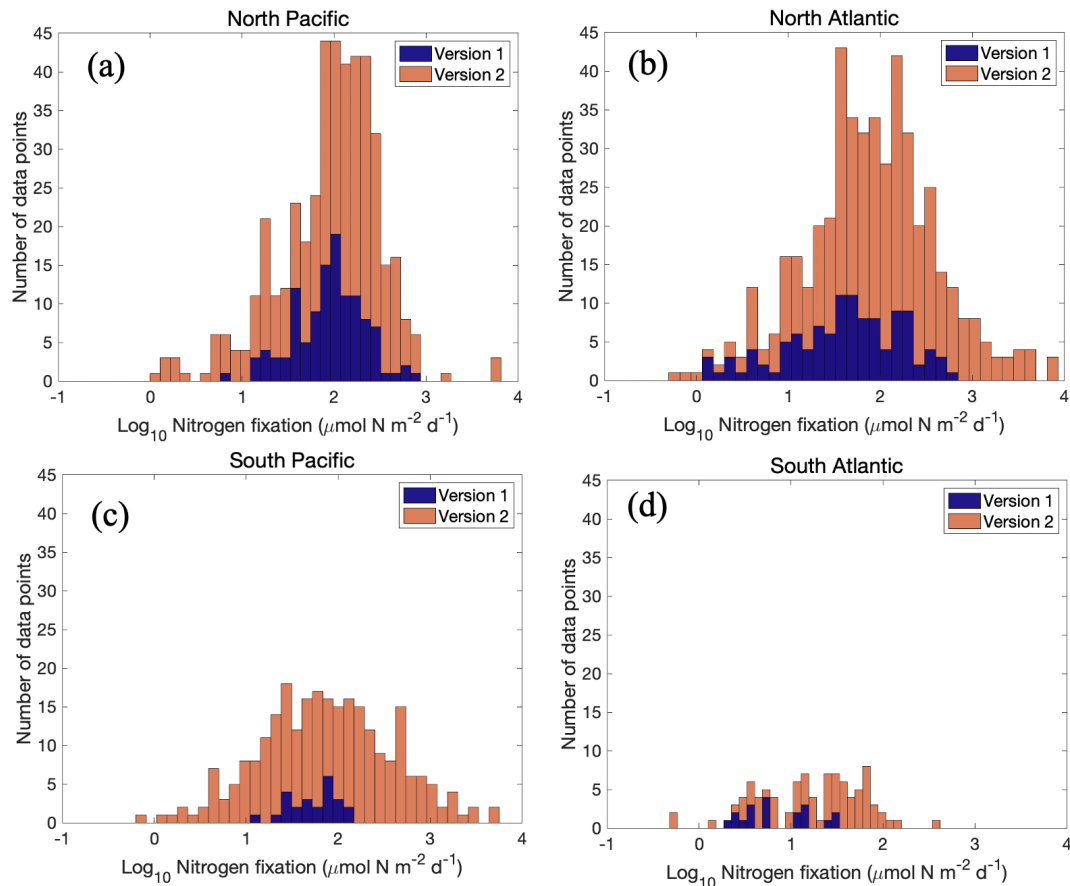 North Pacific
(a)
Version 1
Version 2
Number of data points
45
40
35
30
25
20
15
10
5
0
-1 0 1 2 3 4
Log10 Nitrogen fixation (μmol N m-2 d-1)
North Atlantic
(b)
Version 1
Version 2
Number of data points
45
40
35
30
25
20
15
10
5
0
-1 0 1 2 3 4
Log10 Nitrogen fixation (μmol N m-2 d-1)
South Pacific
(c)
Version 1
Version 2
Number of data points
45
40
35
30
25
20
15
10
5
0
-1 0 1 2 3 4
Log10 Nitrogen fixation (μmol N m-2 d-1)
South Atlantic
(d)
Version 1
Version 2
Number of data points
45
40
35
30
25
20
15
10
5
0
-1 0 1 2 3 4
Log10 Nitrogen fixation (μmol N m-2 d-1)